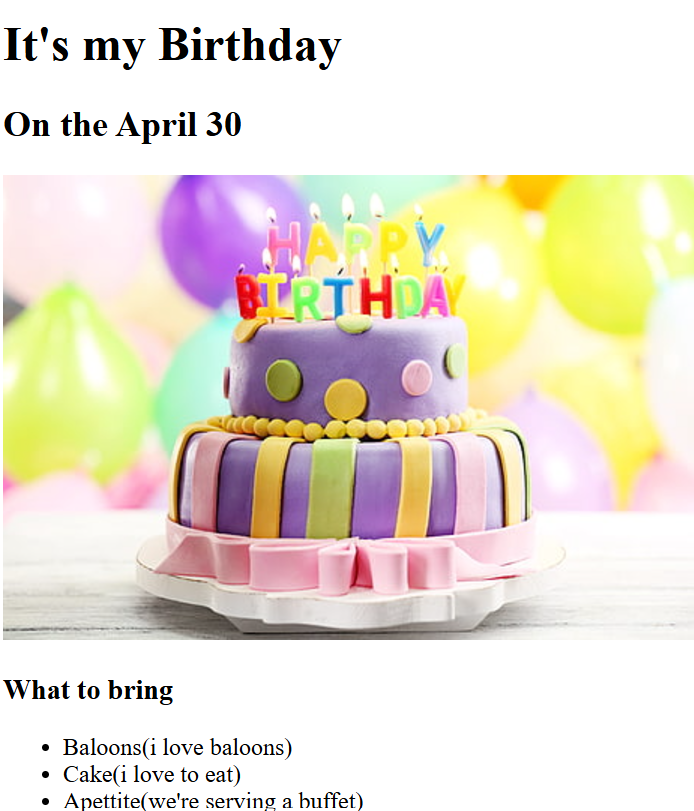 It's my Birthday
On the April 30
HAPPY
BIRTHDAY
What to bring
Baloons(i love baloons)
Cake(i love to eat)
Apettite(we're serving a buffet)